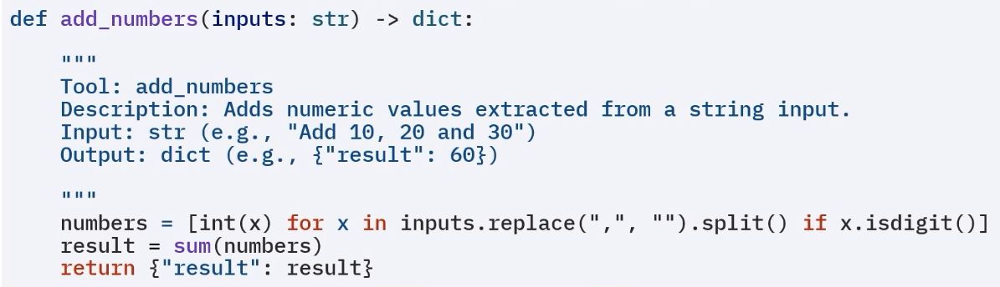 def add_numbers(inputs: str) -> dict:
"""
Tool: add_numbers
Description: Adds numeric values extracted from a string input.
Input: str (e.g., "Add 10, 20 and 30")
Output: dict (e.g., {"result": 60})
"""
numbers = [int(x) for x in inputs.replace(",", "").split() if x.isdigit()]
result = sum(numbers)
return {"result": result}